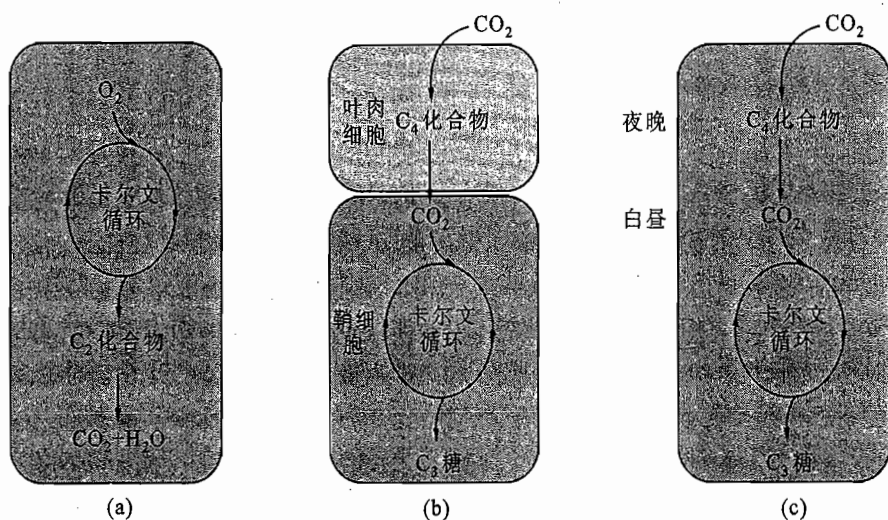 O₂
卡尔文
循环
C₂化合物
CO₂+H₂O
(a)
CO₂
叶肉
细胞
C₄化合物
CO₂
鞘细
胞
卡尔文
循环
C₃糖
(b)
CO₂
夜晚
C₄化合物
白昼
CO₂
卡尔文
循环
C₃糖
(c)